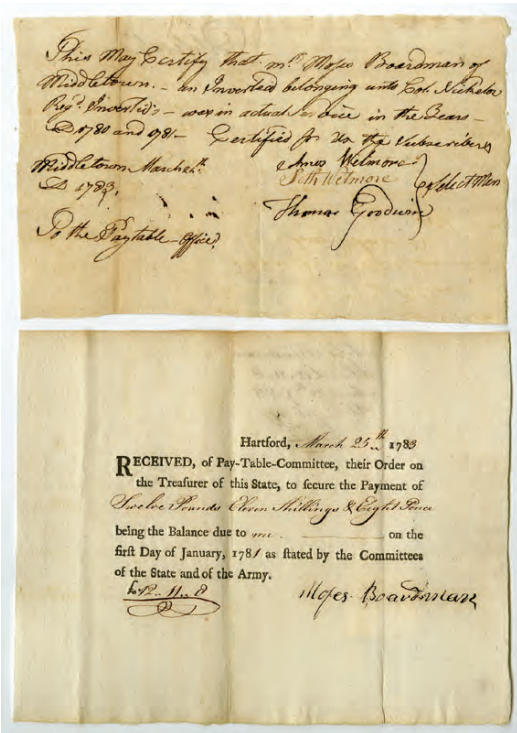 This May Certify that mr Moses Boardman of
Middletown. - an Inverted belonging unto Col. Nichelos
Regt. Invertids - was in actual Service in the Years -
AD 1780 and 1781 - Certified for Us the Subscribers
Middletown March
AD 1783.
Amos Wetmore
Seth Wetmore
Select Men
Thomas Goodwin
To the Paytable - Office
Hartford, March 25th 1783
RECEIVED, of Pay-Table-Committee, their Order on
the Treasurer of this State, to secure the Payment of
Twelve Pounds Eleven Shillings & Eight Pence
being the Balance due to me on the
first Day of January, 1781 as stated by the Committees
of the State and of the Army.
£12-11-8
Moses Boardman